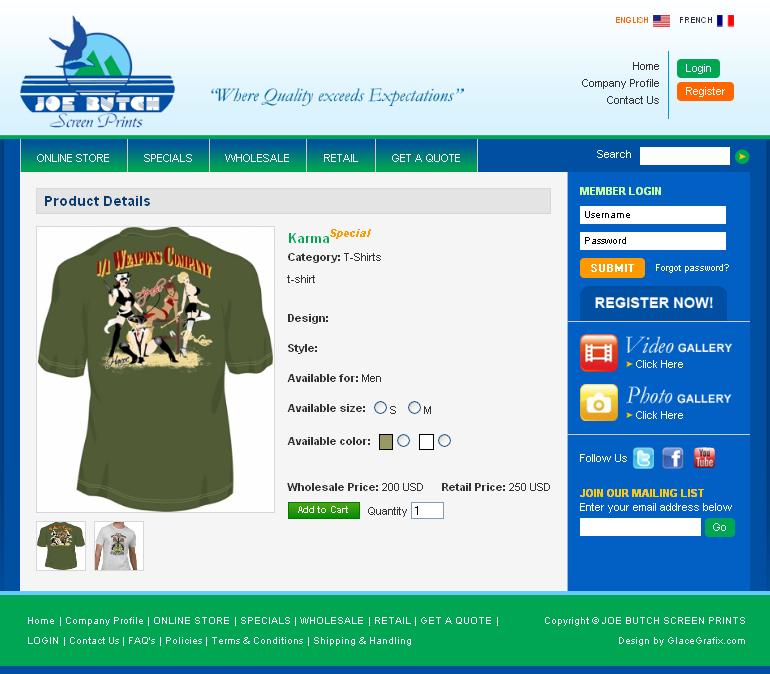 ENGLISH FRENCH
JOE BUTCH
Screen Prints
"Where Quality exceeds Expectations"
Home
Company Profile
Contact Us
Login
Register
ONLINE STORE SPECIALS WHOLESALE RETAIL GET A QUOTE
Search
Product Details
1/1 WEAPONS COMPANY
Karma Special
Category: T-Shirts
t-shirt
Design:
Style:
Available for: Men
Available size: S M
Available color:
Wholesale Price: 200 USD Retail Price: 250 USD
Add to Cart Quantity 1
MEMBER LOGIN
Username
Password
SUBMIT Forgot password?
REGISTER NOW!
Video GALLERY
Click Here
Photo GALLERY
Click Here
Follow Us
You Tube
JOIN OUR MAILING LIST
Enter your email address below
Go
Home | Company Profile | ONLINE STORE | SPECIALS | WHOLESALE | RETAIL | GET A QUOTE |
LOGIN | Contact Us | FAQ's | Policies | Terms & Conditions | Shipping & Handling
Copyright © JOE BUTCH SCREEN PRINTS
Design by GlaceGrafix.com